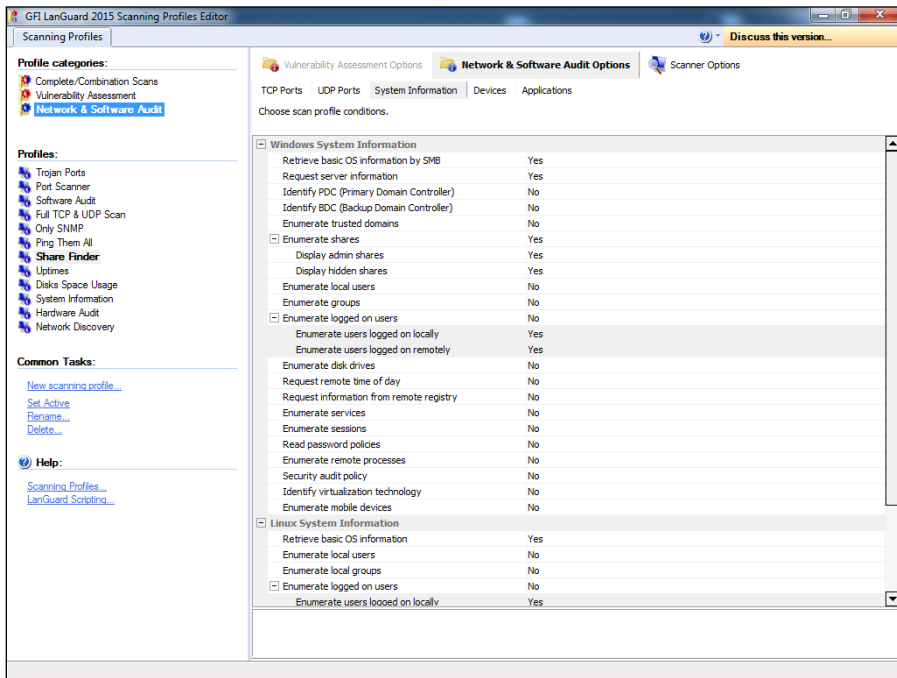 GFI LanGuard 2015 Scanning Profiles Editor
Scanning Profiles
Discuss this version...
Profile categories:
Complete/Combination Scans
Vulnerability Assessment
Network & Software Audit
Profiles:
Trojan Ports
Port Scanner
Software Audit
Full TCP & UDP Scan
Only SNMP
Ping Them All
Share Finder
Uptimes
Disks Space Usage
System Information
Hardware Audit
Network Discovery
Common Tasks:
New scanning profile...
Set Active
Rename...
Delete...
Help:
Scanning Profiles...
LanGuard Scripting...
Vulnerability Assessment Options Network & Software Audit Options Scanner Options
TCP Ports UDP Ports System Information Devices Applications
Choose scan profile conditions.
Windows System Information
Retrieve basic OS information by SMB Yes
Request server information Yes
Identify PDC (Primary Domain Controller) No
Identify BDC (Backup Domain Controller) No
Enumerate trusted domains No
Enumerate shares Yes
Display admin shares Yes
Display hidden shares Yes
Enumerate local users No
Enumerate groups No
Enumerate logged on users No
Enumerate users logged on locally Yes
Enumerate users logged on remotely Yes
Enumerate disk drives No
Request remote time of day No
Request information from remote registry No
Enumerate services No
Enumerate sessions No
Read password policies No
Enumerate remote processes No
Security audit policy No
Identify virtualization technology No
Enumerate mobile devices No
Linux System Information
Retrieve basic OS information Yes
Enumerate local users No
Enumerate local groups No
Enumerate logged on users No
Enumerate users logged on locally Yes